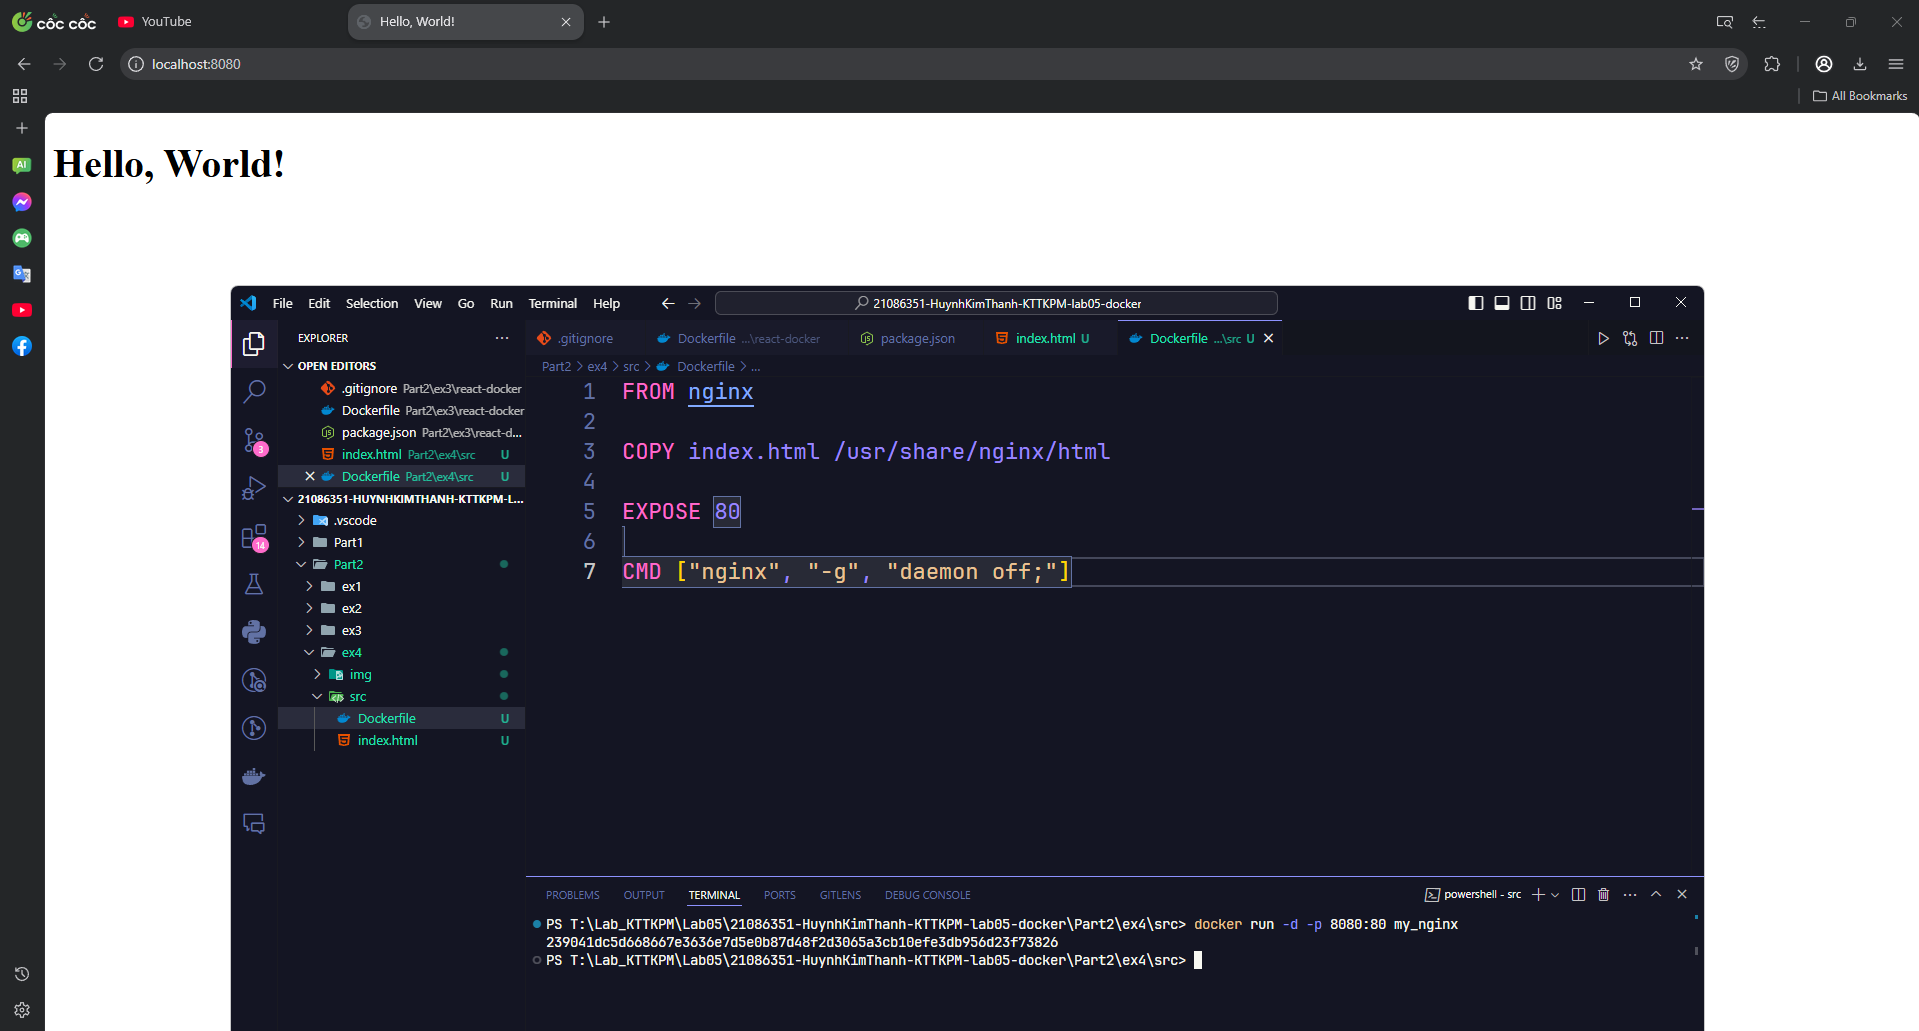 cốc cốc
YouTube
Hello, World!
localhost:8080
All Bookmarks
AI
Hello, World!
File Edit Selection View Go Run Terminal Help
21086351-HuynhKimThanh-KTTKPM-lab05-docker
EXPLORER
.gitignore
Dockerfile ...\react-docker
package.json
index.html U
Dockerfile ...\src U
OPEN EDITORS
.gitignore Part2\ex3\react-docker
Dockerfile Part2\ex3\react-docker
package.json Part2\ex3\react-d...
index.html Part2\ex4\src U
Dockerfile Part2\ex4\src U
21086351-HUYNHKIMTHANH-KTTKPM-L...
.vscode
Part1
Part2
ex1
ex2
ex3
ex4
img
src
Dockerfile U
index.html U
3
14
Part2 > ex4 > src > Dockerfile > ...
1 FROM nginx
2
3 COPY index.html /usr/share/nginx/html
4
5 EXPOSE 80
6
7 CMD ["nginx", "-g", "daemon off;"]
PROBLEMS OUTPUT TERMINAL PORTS GITLENS DEBUG CONSOLE
powershell - src
PS T:\Lab_KTTKPM\Lab05\21086351-HuynhKimThanh-KTTKPM-lab05-docker\Part2\ex4\src> docker run -d -p 8080:80 my_nginx
239041dc5d668667e3636e7d5e0b87d48f2d3065a3cb10efe3db956d23f73826
PS T:\Lab_KTTKPM\Lab05\21086351-HuynhKimThanh-KTTKPM-lab05-docker\Part2\ex4\src>